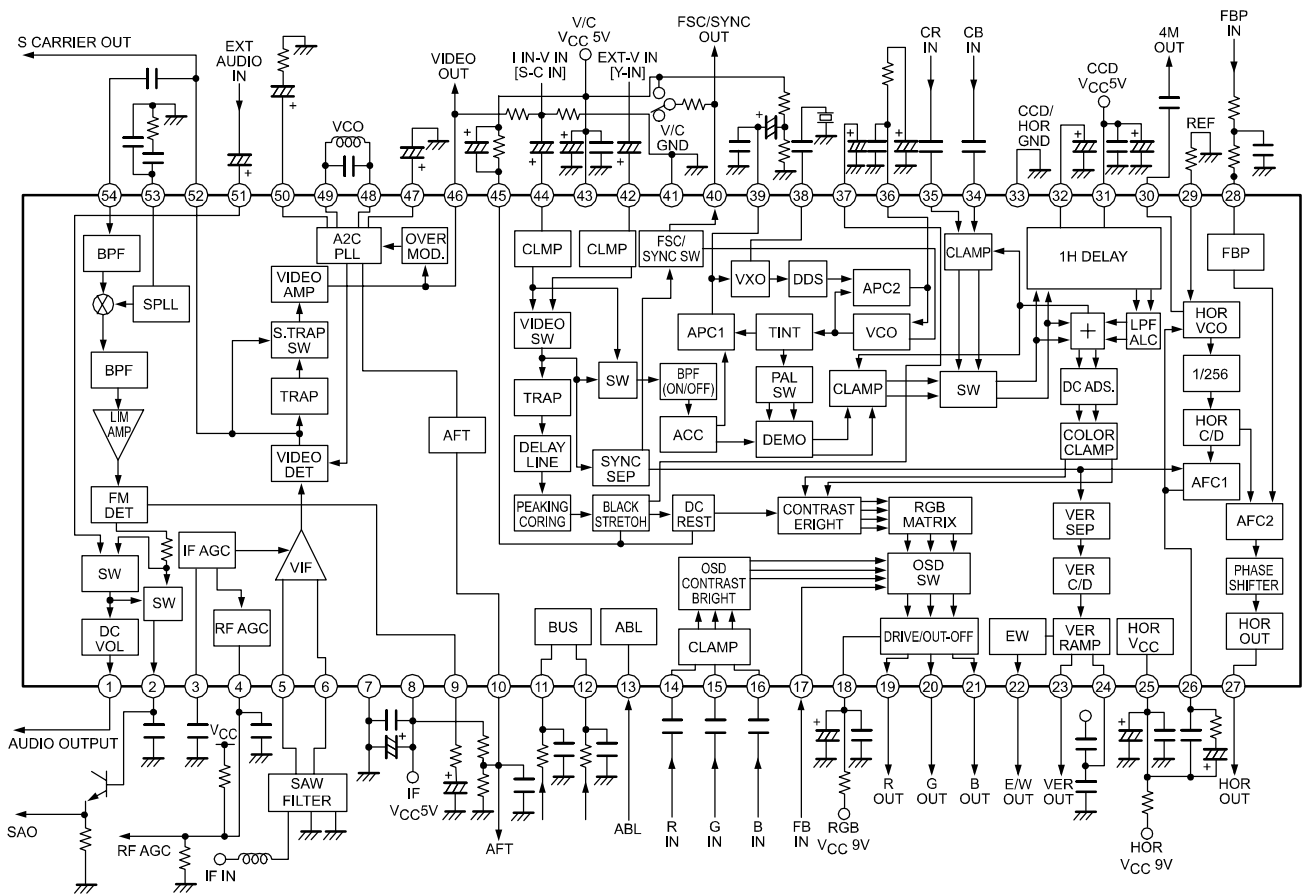 S CARRIER OUT
EXT
AUDIO
IN
VCO
VIDEO
OUT
I IN-V IN
[S-C IN]
V/C
VCC 5V
EXT-V IN
[Y-IN]
FSC/SYNC
OUT
V/C
GND
CR
IN
CB
IN
CCD/
HOR
GND
CCD
VCC 5V
4M
OUT
REF
FBP
IN
54
53
52
51
50
49
48
47
46
45
44
43
42
41
40
39
38
37
36
35
34
33
32
31
30
29
28
BPF
SPLL
BPF
LIM
AMP
FM
DET
SW
SW
DC
VOL
IF AGC
RF AGC
VIDEO
AMP
S.TRAP
SW
TRAP
VIDEO
DET
VIF
A2C
PLL
OVER
MOD.
AFT
CLMP
CLMP
FSC/
SYNC SW
VIDEO
SW
TRAP
DELAY
LINE
PEAKING
CORING
SW
SYNC
SEP
BLACK
STRETOH
DC
REST
BPF
(ON/OFF)
ACC
APC1
VXO
DDS
APC2
TINT
VCO
PAL
SW
DEMO
CLAMP
CLAMP
SW
1H DELAY
+
LPF
ALC
DC ADS.
COLOR
CLAMP
CONTRAST
ERIGHT
RGB
MATRIX
OSD
CONTRAST
BRIGHT
OSD
SW
CLAMP
DRIVE/OUT-OFF
BUS
ABL
VER
SEP
VER
C/D
VER
RAMP
EW
HOR
VCC
FBP
HOR
VCO
1/256
HOR
C/D
AFC1
AFC2
PHASE
SHIFTER
HOR
OUT
1
2
3
4
5
6
7
8
9
10
11
12
13
14
15
16
17
18
19
20
21
22
23
24
25
26
27
AUDIO OUTPUT
SAO
VCC
RF AGC
IF IN
SAW
FILTER
IF
VCC 5V
AFT
ABL
R
IN
G
IN
B
IN
FB
IN
RGB
VCC 9V
R
OUT
G
OUT
B
OUT
E/W
OUT
VER
OUT
HOR
VCC 9V
HOR
OUT